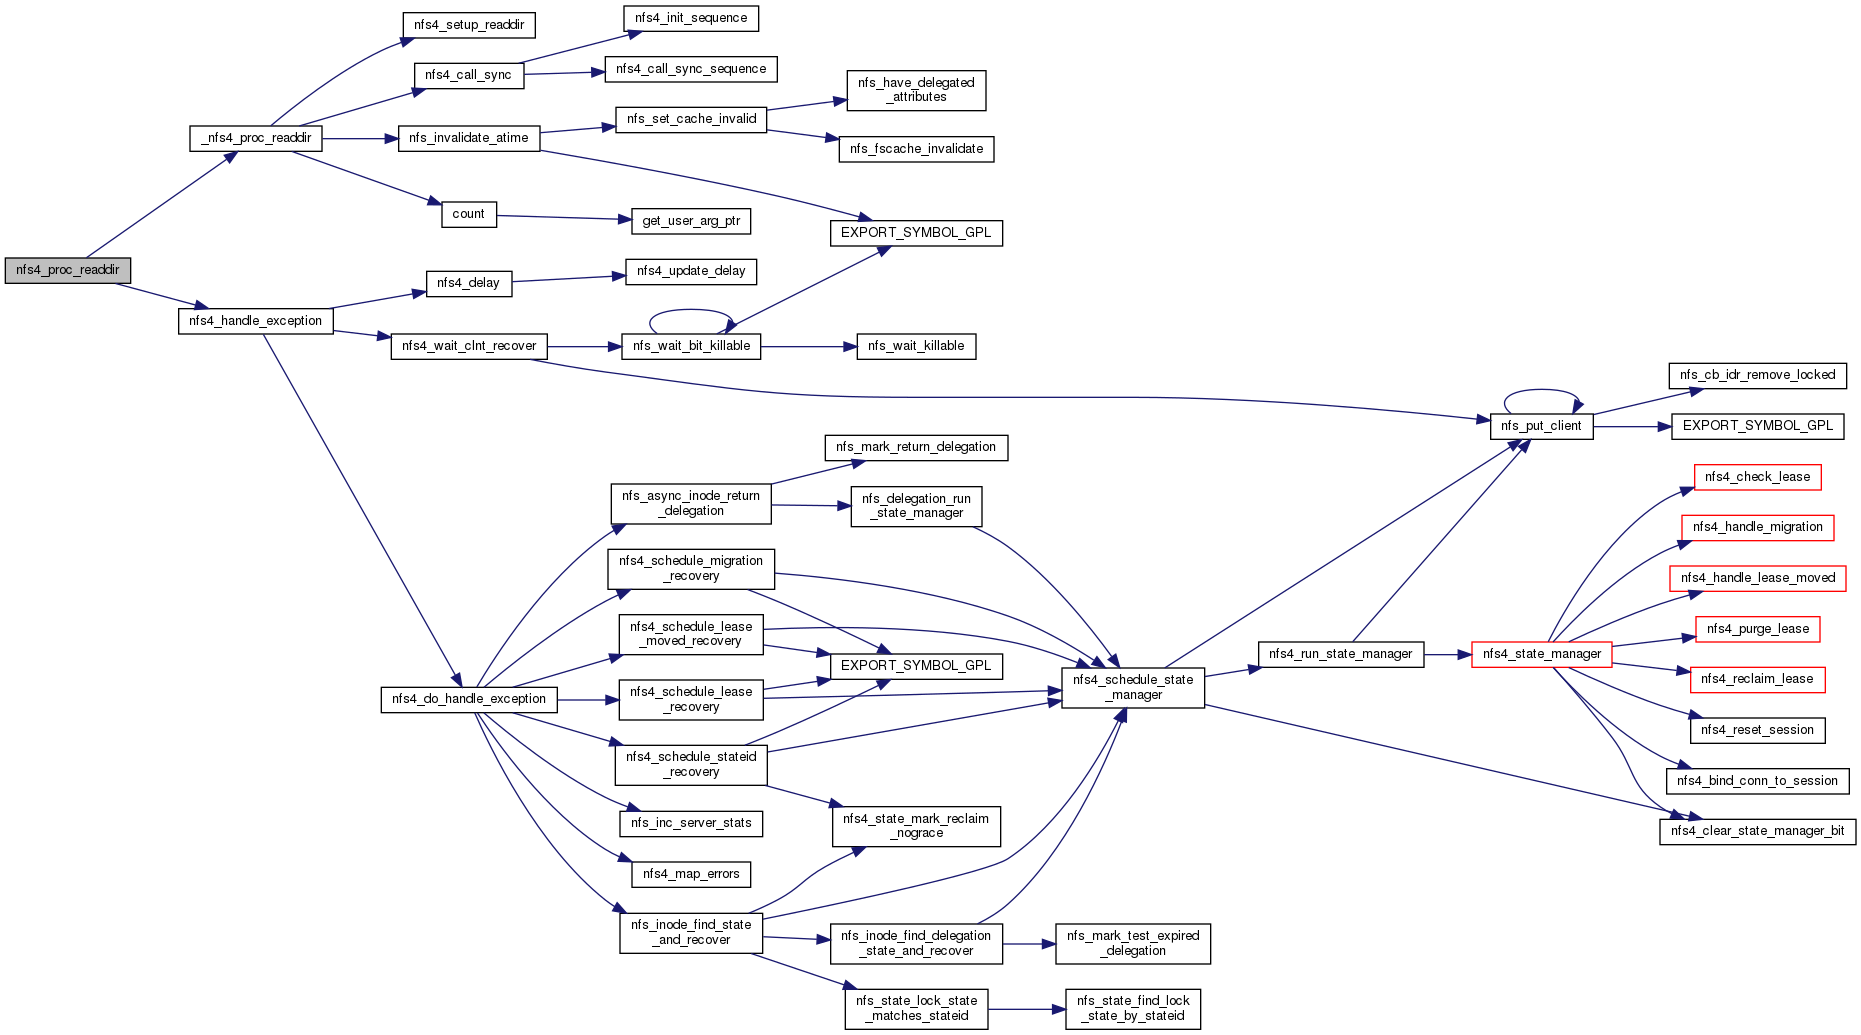 nfs4_proc_readdir
_nfs4_proc_readdir
nfs4_handle_exception
nfs4_setup_readdir
nfs4_call_sync
nfs_invalidate_atime
count
nfs4_delay
nfs4_wait_clnt_recover
nfs4_do_handle_exception
nfs4_init_sequence
nfs4_call_sync_sequence
nfs_set_cache_invalid
get_user_arg_ptr
nfs4_update_delay
nfs_wait_bit_killable
nfs_async_inode_return
_delegation
nfs4_schedule_migration
_recovery
nfs4_schedule_lease
_moved_recovery
nfs4_schedule_lease
_recovery
nfs4_schedule_stateid
_recovery
nfs_inc_server_stats
nfs4_map_errors
nfs_inode_find_state
_and_recover
nfs_have_delegated
_attributes
nfs_fscache_invalidate
EXPORT_SYMBOL_GPL
nfs_wait_killable
nfs_mark_return_delegation
nfs_delegation_run
_state_manager
EXPORT_SYMBOL_GPL
nfs4_state_mark_reclaim
_nograce
nfs_inode_find_delegation
_state_and_recover
nfs_state_lock_state
_matches_stateid
nfs4_schedule_state
_manager
nfs_mark_test_expired
_delegation
nfs_state_find_lock
_state_by_stateid
nfs4_run_state_manager
nfs_put_client
nfs4_state_manager
nfs_cb_idr_remove_locked
EXPORT_SYMBOL_GPL
nfs4_check_lease
nfs4_handle_migration
nfs4_handle_lease_moved
nfs4_purge_lease
nfs4_reclaim_lease
nfs4_reset_session
nfs4_bind_conn_to_session
nfs4_clear_state_manager_bit